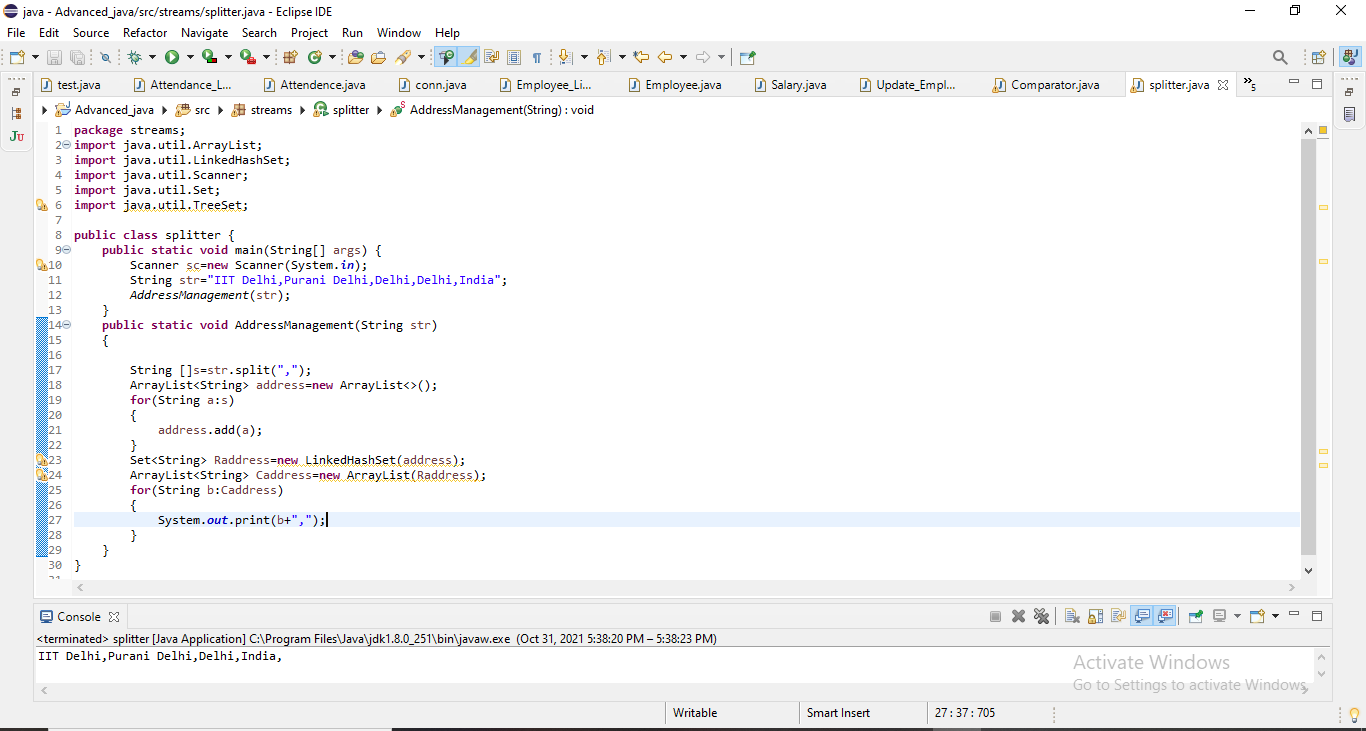 java - Advanced_java/src/streams/splitter.java - Eclipse IDE
File Edit Source Refactor Navigate Search Project Run Window Help
test.java Attendance_L... Attendence.java conn.java Employee_Li... Employee.java Salary.java Update_Empl... Comparator.java splitter.java »5
Advanced_java src streams splitter AddressManagement(String) : void
1 package streams;
2 import java.util.ArrayList;
3 import java.util.LinkedHashSet;
4 import java.util.Scanner;
5 import java.util.Set;
6 import java.util.TreeSet;
7
8 public class splitter {
9 public static void main(String[] args) {
10 Scanner sc=new Scanner(System.in);
11 String str="IIT Delhi,Purani Delhi,Delhi,Delhi,India";
12 AddressManagement(str);
13 }
14 public static void AddressManagement(String str)
15 {
16
17 String []s=str.split(",");
18 ArrayList<String> address=new ArrayList<>();
19 for(String a:s)
20 {
21 address.add(a);
22 }
23 Set<String> Raddress=new LinkedHashSet(address);
24 ArrayList<String> Caddress=new ArrayList(Raddress);
25 for(String b:Caddress)
26 {
27 System.out.print(b+",");
28 }
29 }
30 }
31
Console
<terminated> splitter [Java Application] C:\Program Files\Java\jdk1.8.0_251\bin\javaw.exe (Oct 31, 2021 5:38:20 PM – 5:38:23 PM)
IIT Delhi,Purani Delhi,Delhi,India,
Activate Windows
Go to Settings to activate Windows.
Writable Smart Insert 27 : 37 : 705